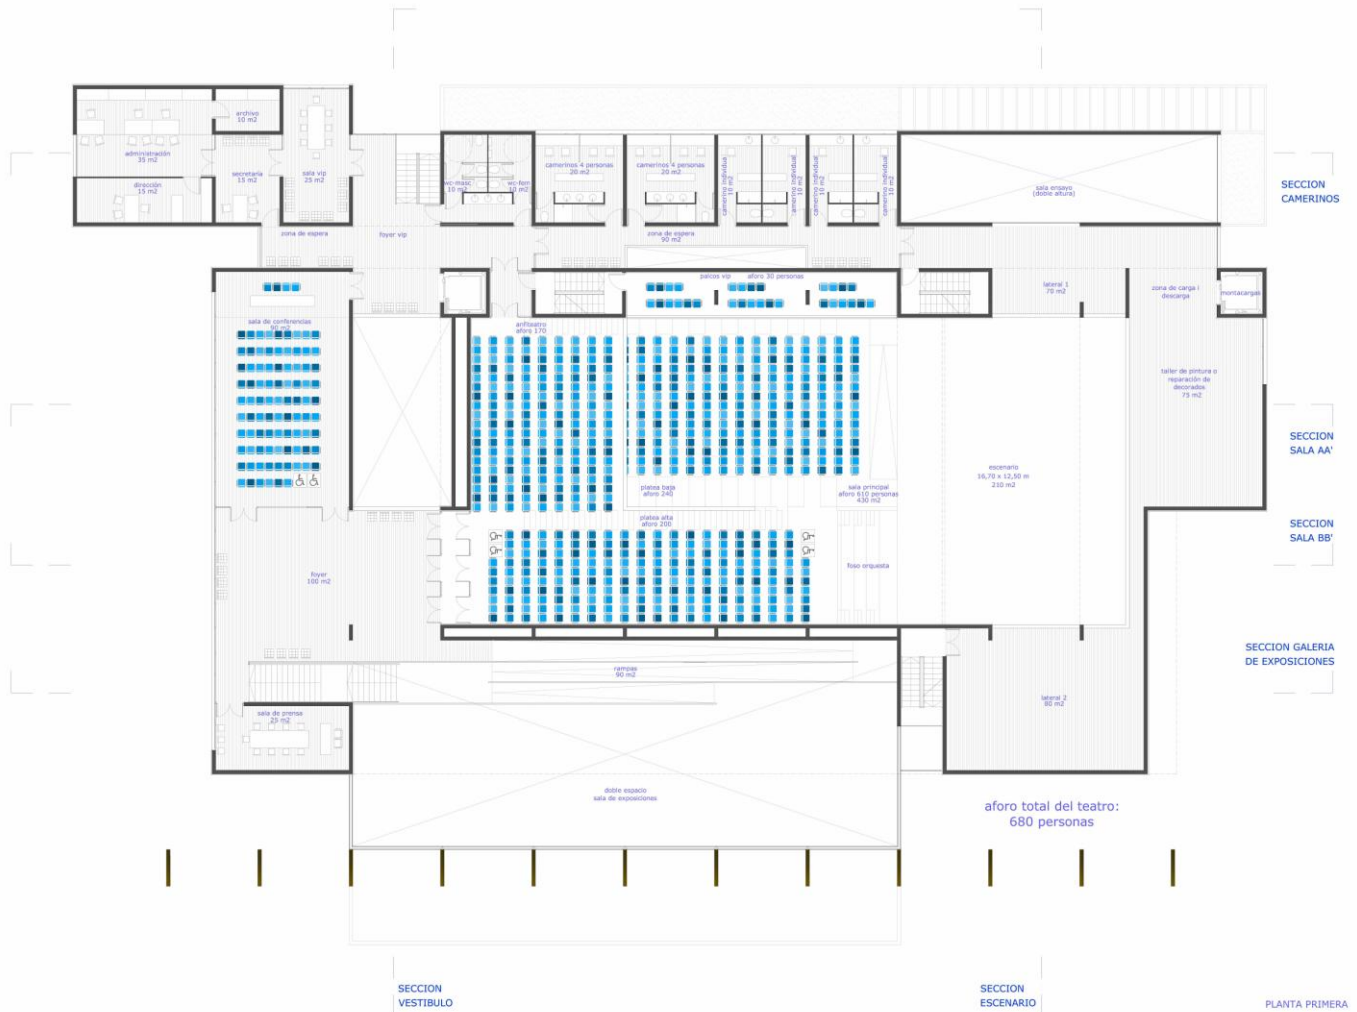 archivo
10 m2
administración
35 m2
secretaría
15 m2
sala vip
25 m2
dirección
15 m2
zona de espera
foyer vip
wc-masc
10 m2
wc-fem
10 m2
camerinos 4 personas
20 m2
camerinos 4 personas
20 m2
camerino individual
10 m2
camerino individual
10 m2
camerino individual
10 m2
camerino individual
10 m2
sala ensayo
(doble altura)
SECCION
CAMERINOS
zona de espera
90 m2
palcos vip
aforo 30 personas
lateral 1
70 m2
zona de carga i
descarga
montacargas
sala de conferencias
90 m2
anfiteatro
aforo 170
taller de pintura o
reparación de
decorados
75 m2
SECCION
SALA AA'
escenario
16,70 x 12,50 m
210 m2
platea baja
aforo 240
sala principal
aforo 610 personas
430 m2
platea alta
aforo 200
SECCION
SALA BB'
foso orquesta
foyer
100 m2
SECCION GALERIA
DE EXPOSICIONES
rampas
90 m2
lateral 2
80 m2
sala de prensa
25 m2
doble espacio
sala de exposiciones
aforo total del teatro:
680 personas
SECCION
VESTIBULO
SECCION
ESCENARIO
PLANTA PRIMERA